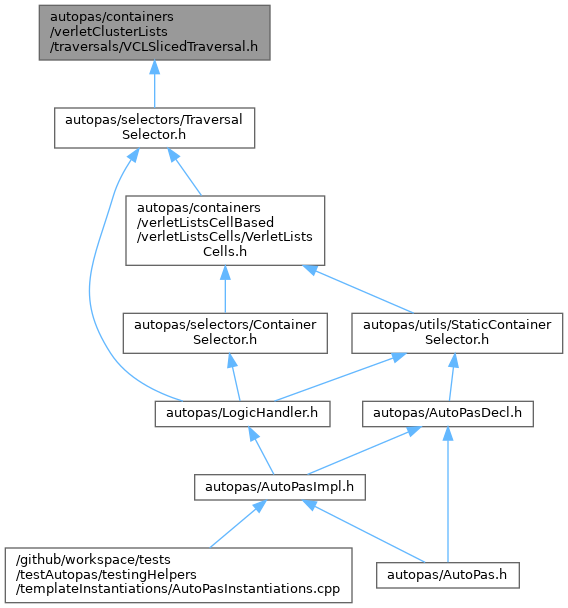 autopas/containers
/verletClusterLists
/traversals/VCLSlicedTraversal.h
autopas/selectors/Traversal
Selector.h
autopas/containers
/verletListsCellBased
/verletListsCells/VerletLists
Cells.h
autopas/selectors/Container
Selector.h
autopas/utils/StaticContainer
Selector.h
autopas/LogicHandler.h
autopas/AutoPasDecl.h
autopas/AutoPasImpl.h
/github/workspace/tests
/testAutopas/testingHelpers
/templateInstantiations/AutoPasInstantiations.cpp
autopas/AutoPas.h